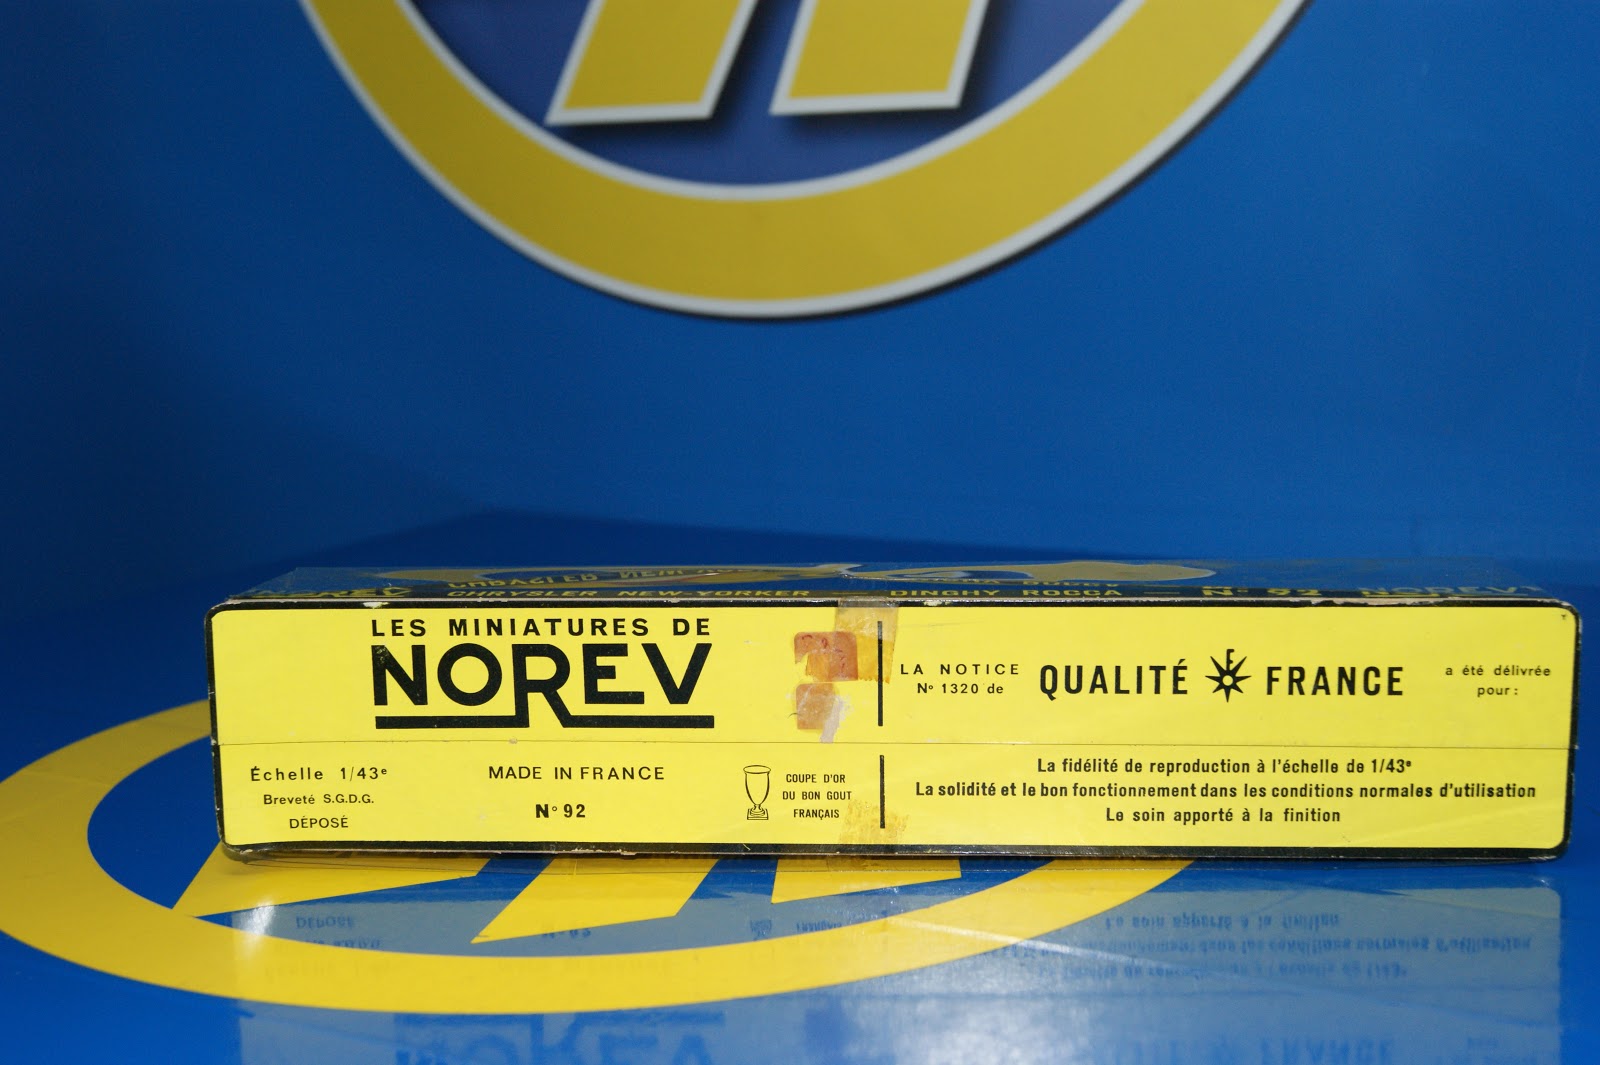 NOREV CHRYSLER NEW-YORKER DINGHY ROCCA — N° 92 NOREV
LES MINIATURES DE
NOREV
Échelle 1/43e
Breveté S.G.D.G.
DÉPOSÉ
MADE IN FRANCE
N° 92
COUPE D'OR
DU BON GOUT
FRANÇAIS
LA NOTICE
N° 1320 de
QUALITÉ F FRANCE
a été délivrée
pour :
La fidélité de reproduction à l'échelle de 1/43e
La solidité et le bon fonctionnement dans les conditions normales d'utilisation
Le soin apporté à la finition